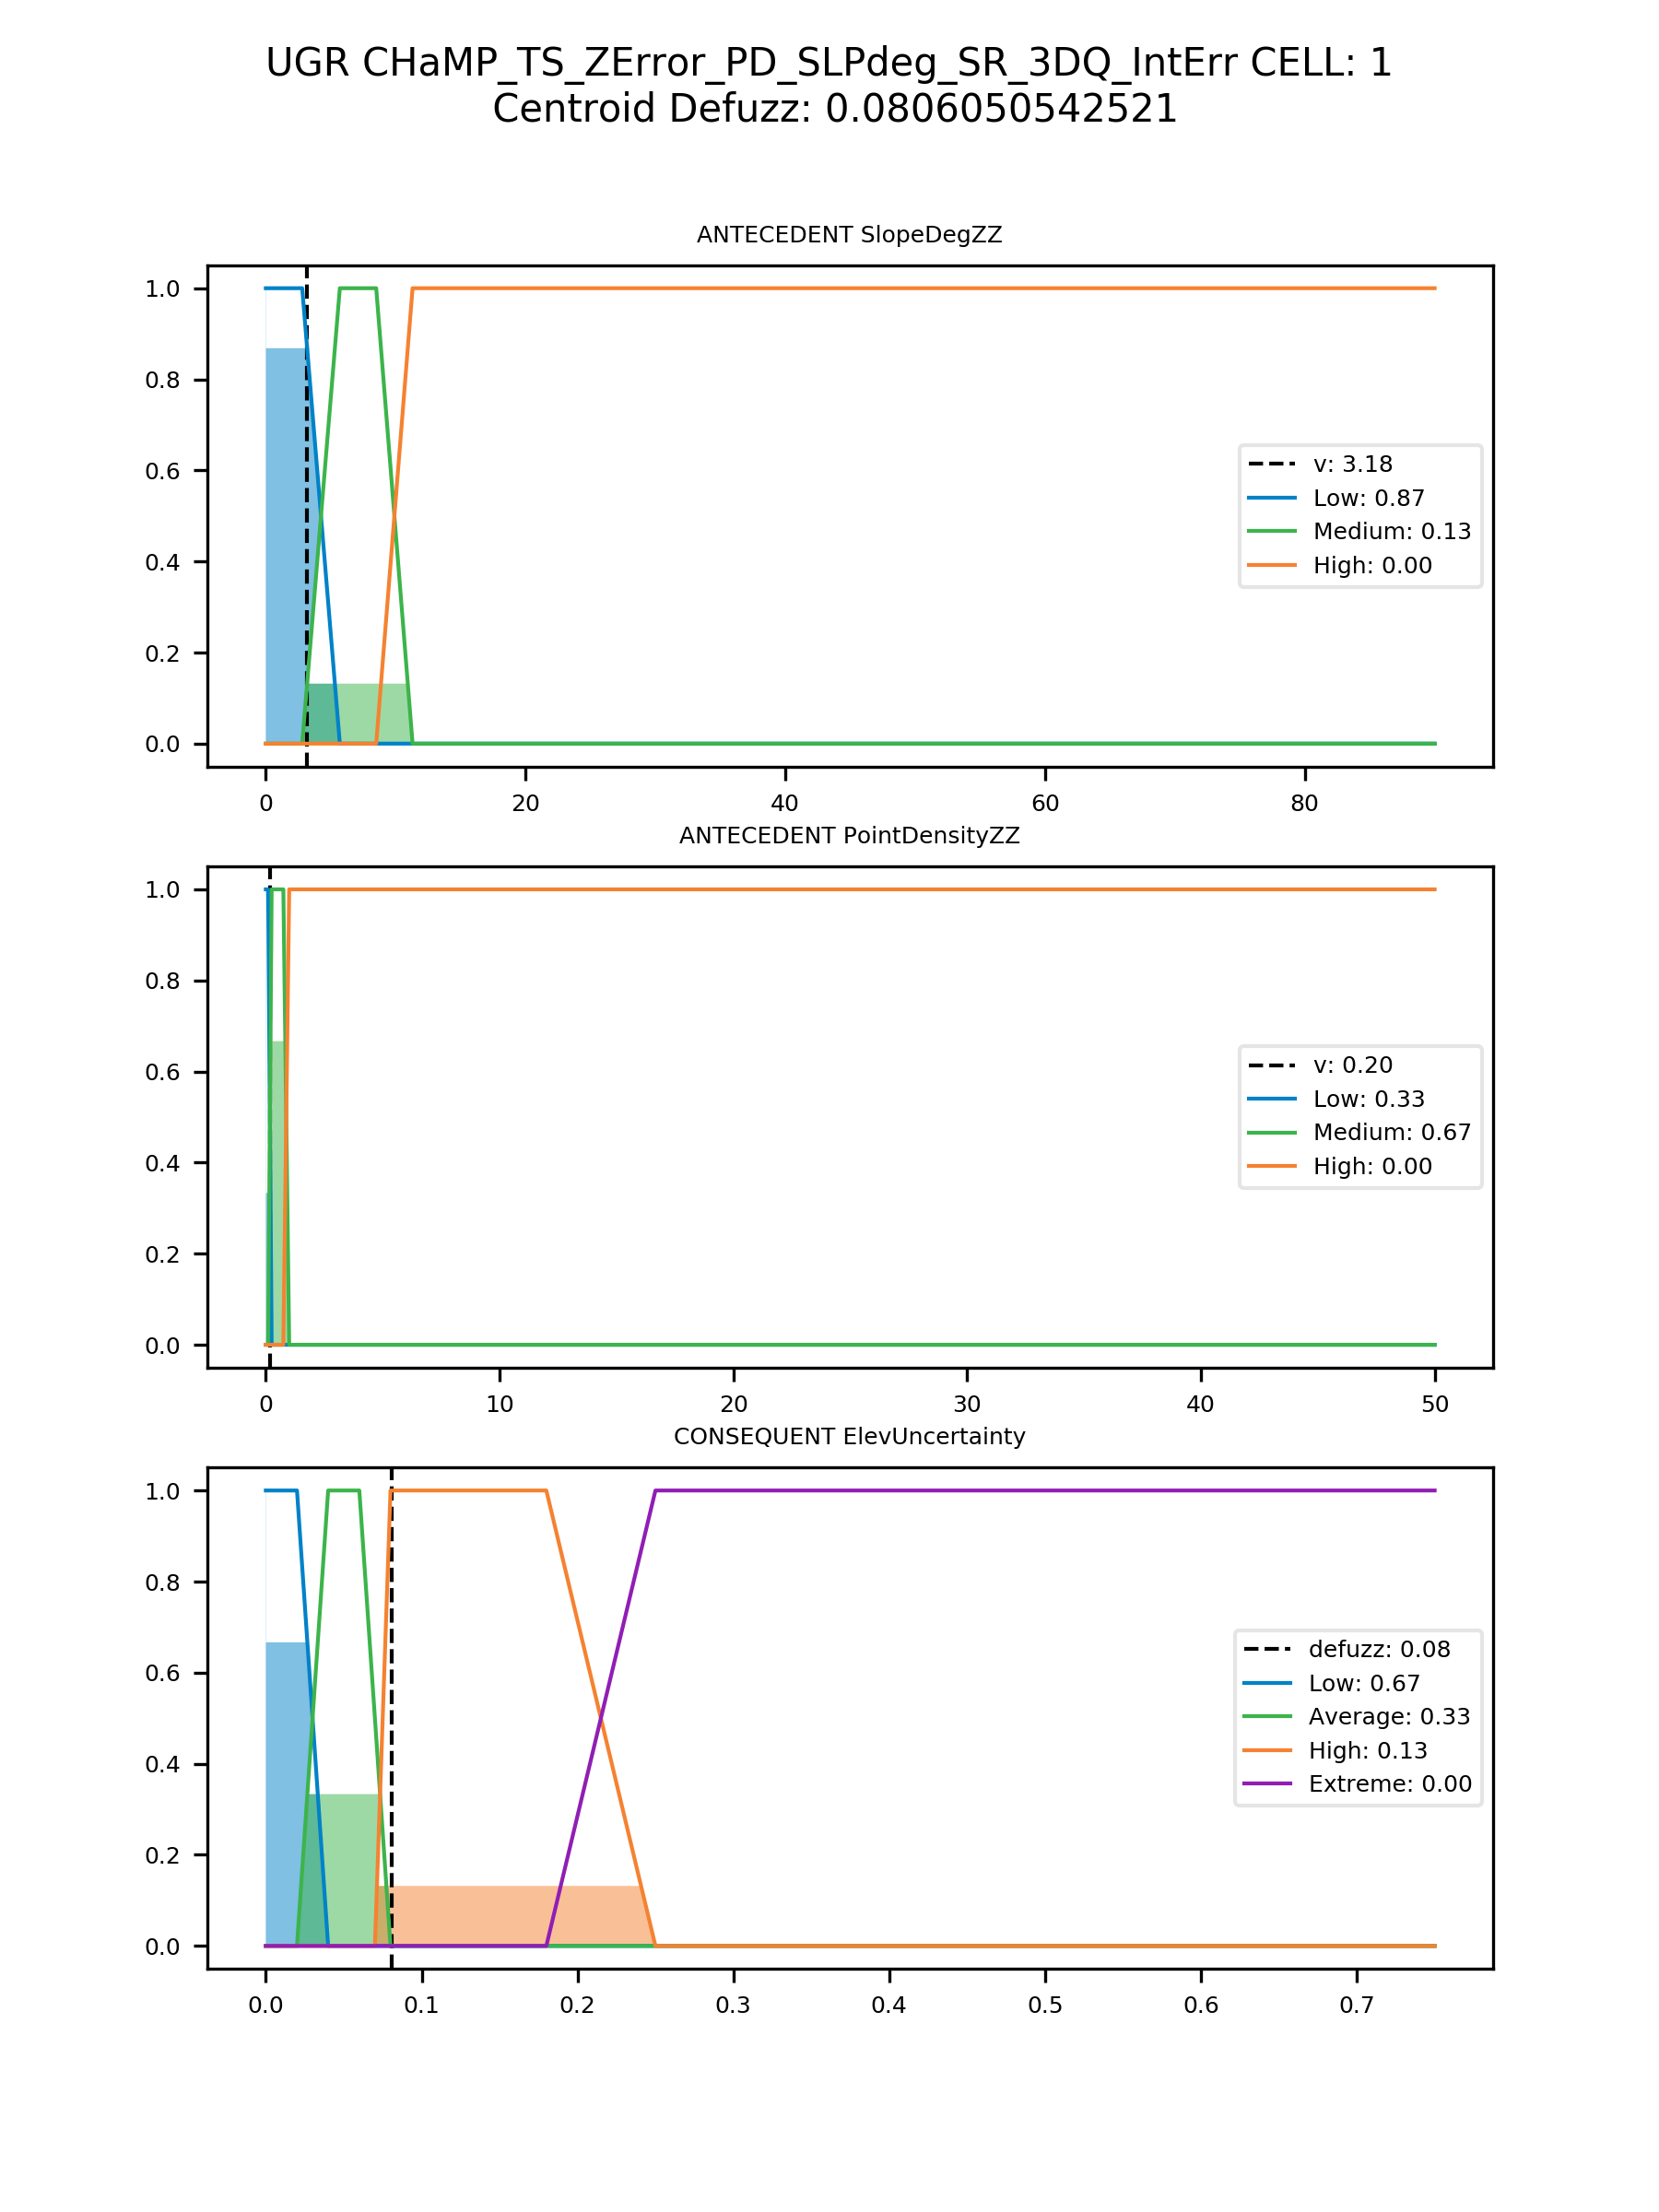 UGR CHaMP_TS_ZError_PD_SLPdeg_SR_3DQ_IntErr CELL: 1
Centroid Defuzz: 0.0806050542521
ANTECEDENT SlopeDegZZ
1.0
0.8
0.6
0.4
0.2
0.0
v: 3.18
Low: 0.87
Medium: 0.13
High: 0.00
0 20 40 60 80
ANTECEDENT PointDensityZZ
1.0
0.8
0.6
0.4
0.2
0.0
v: 0.20
Low: 0.33
Medium: 0.67
High: 0.00
0 10 20 30 40 50
CONSEQUENT ElevUncertainty
1.0
0.8
0.6
0.4
0.2
0.0
defuzz: 0.08
Low: 0.67
Average: 0.33
High: 0.13
Extreme: 0.00
0.0 0.1 0.2 0.3 0.4 0.5 0.6 0.7